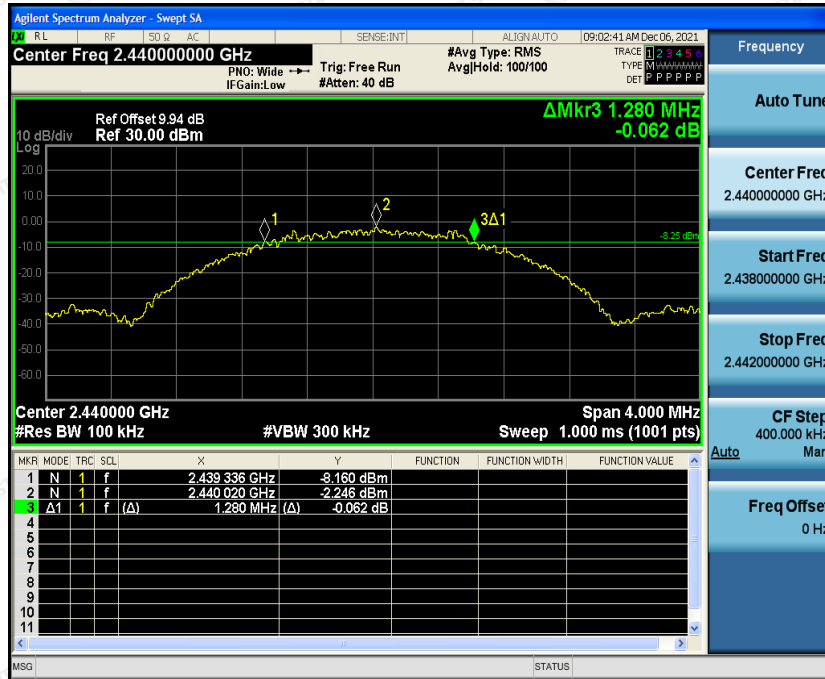 Agilent Spectrum Analyzer - Swept SA
LXI RL RF 50 Ω AC SENSE:INT ALIGN AUTO 09:02:41 AM Dec 06, 2021
Center Freq 2.440000000 GHz
PNO: Wide
IFGain:Low
Trig: Free Run
#Atten: 40 dB
#Avg Type: RMS
Avg|Hold: 100/100
TRACE 1 2 3 4 5 6
TYPE M
DET P P P P P P
Ref Offset 9.94 dB
10 dB/div Ref 30.00 dBm
Log
ΔMkr3 1.280 MHz
-0.062 dB
20.0
10.0
0.00
-10.0
-20.0
-30.0
-40.0
-50.0
-60.0
1
2
3Δ1
-8.25 dBm
Center 2.440000 GHz Span 4.000 MHz
#Res BW 100 kHz #VBW 300 kHz Sweep 1.000 ms (1001 pts)
MKR MODE TRC SCL X Y FUNCTION FUNCTION WIDTH FUNCTION VALUE
1 N 1 f 2.439 336 GHz -8.160 dBm
2 N 1 f 2.440 020 GHz -2.246 dBm
3 Δ1 1 f (Δ) 1.280 MHz (Δ) -0.062 dB
4
5
6
7
8
9
10
11
MSG STATUS
Frequency
Auto Tune
Center Freq
2.440000000 GHz
Start Freq
2.438000000 GHz
Stop Freq
2.442000000 GHz
CF Step
400.000 kHz
Auto Man
Freq Offset
0 Hz